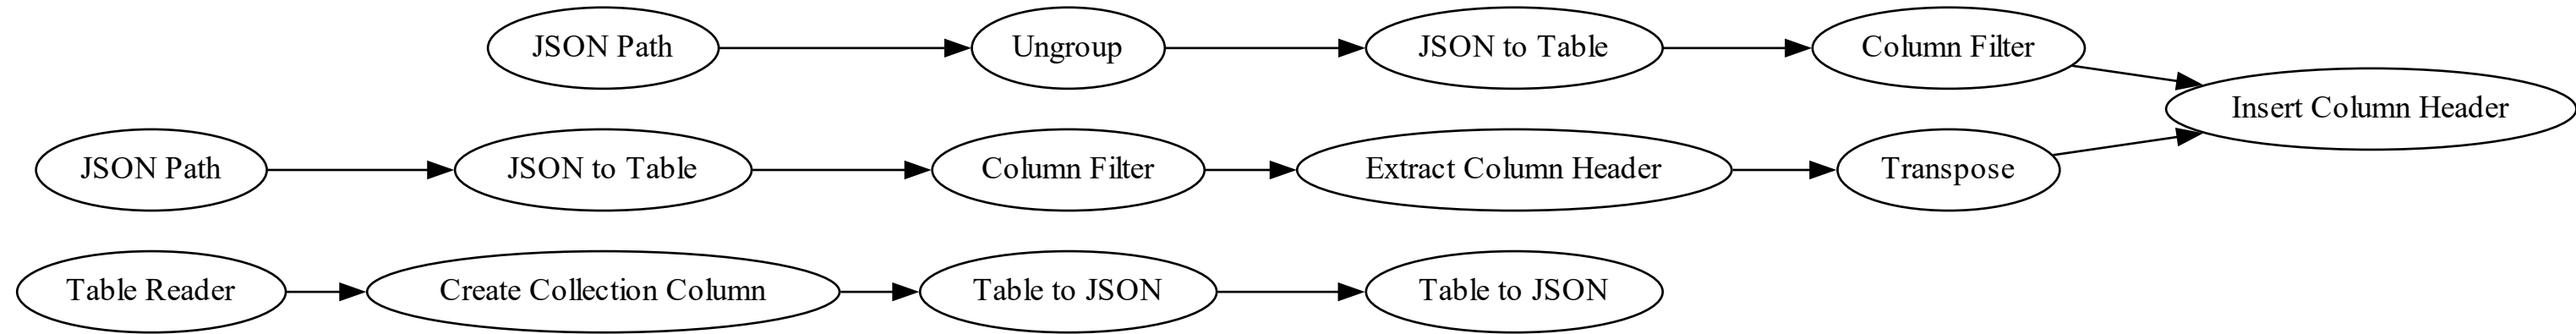 JSON Path
Ungroup
JSON to Table
Column Filter
Insert Column Header
JSON Path
JSON to Table
Column Filter
Extract Column Header
Transpose
Table Reader
Create Collection Column
Table to JSON
Table to JSON